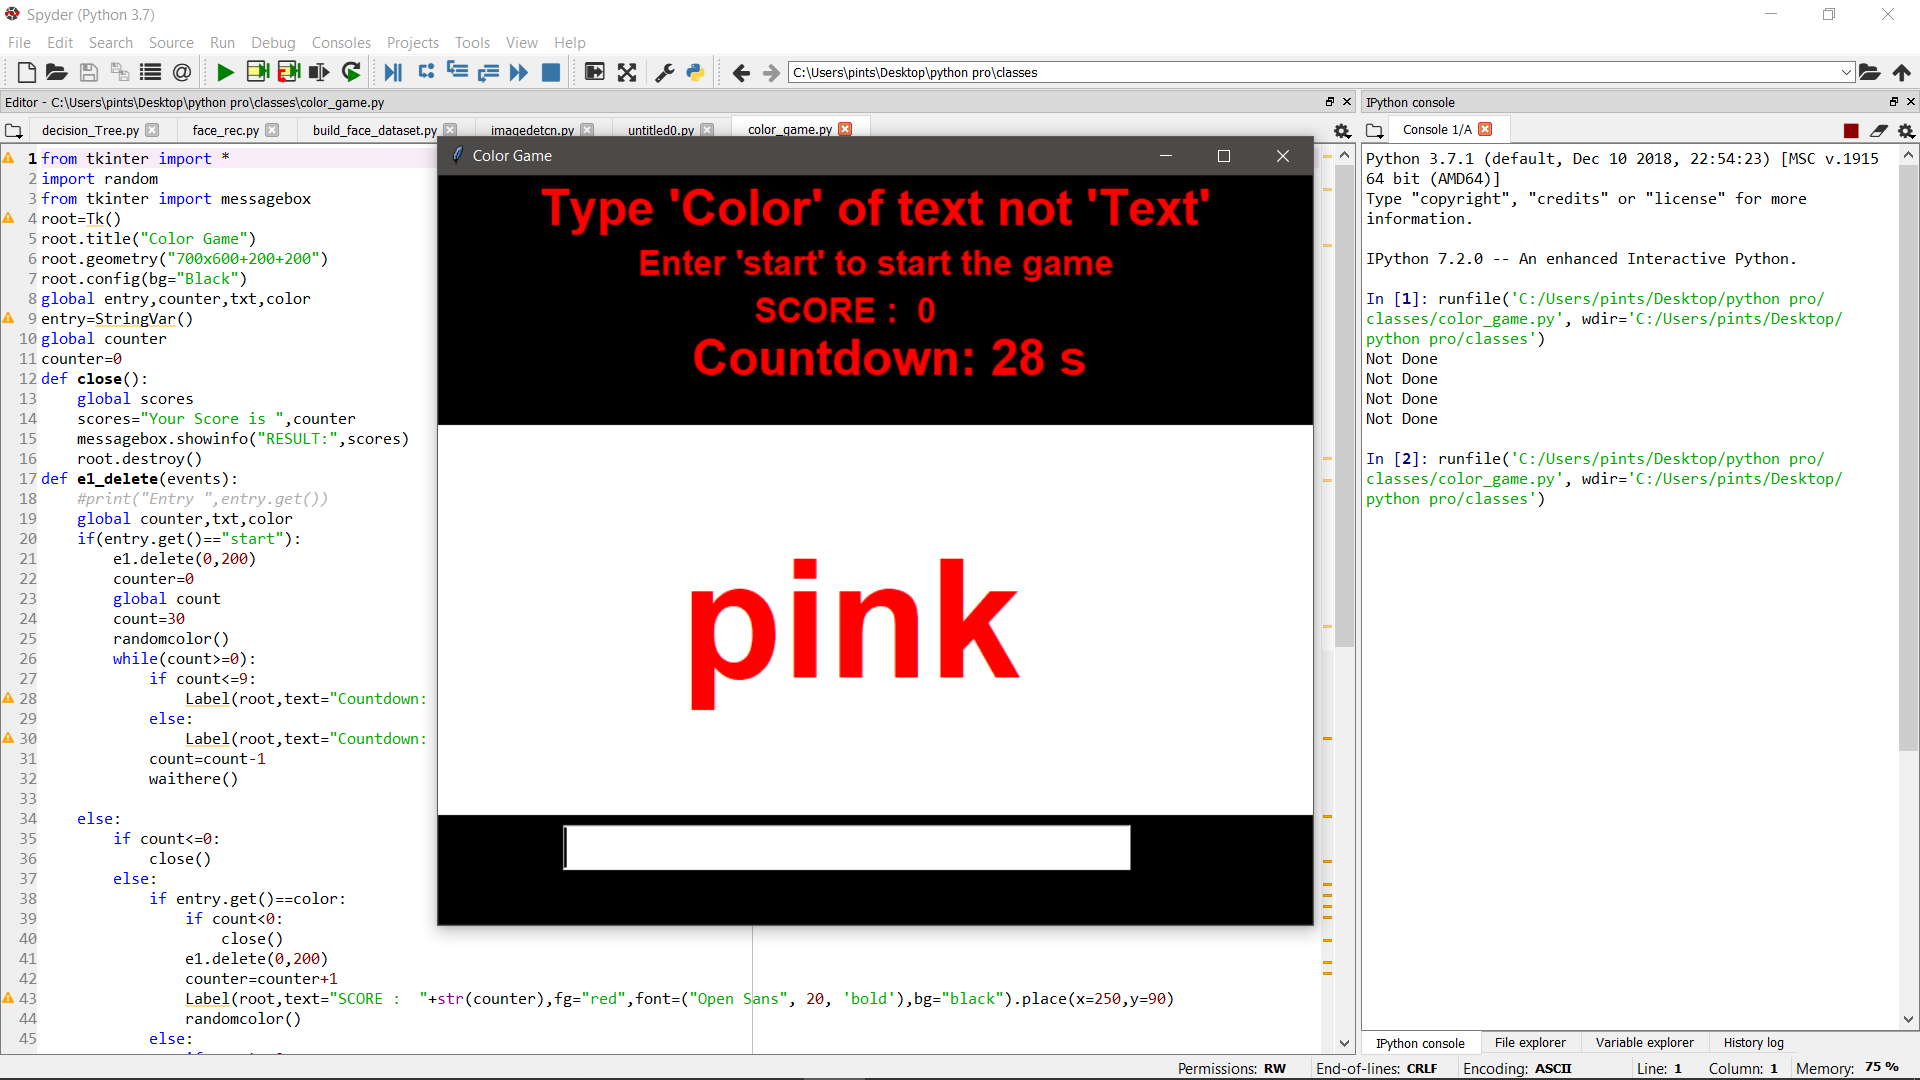 Spyder (Python 3.7)
File Edit Search Source Run Debug Consoles Projects Tools View Help
C:\Users\pints\Desktop\python pro\classes
Editor - C:\Users\pints\Desktop\python pro\classes\color_game.py
decision_Tree.py face_rec.py build_face_dataset.py imagedetcn.py untitled0.py color_game.py
1 from tkinter import *
2 import random
3 from tkinter import messagebox
4 root=Tk()
5 root.title("Color Game")
6 root.geometry("700x600+200+200")
7 root.config(bg="Black")
8 global entry,counter,txt,color
9 entry=StringVar()
10 global counter
11 counter=0
12 def close():
13 global scores
14 scores="Your Score is ",counter
15 messagebox.showinfo("RESULT:",scores)
16 root.destroy()
17 def e1_delete(events):
18 #print("Entry ",entry.get())
19 global counter,txt,color
20 if(entry.get()=="start"):
21 e1.delete(0,200)
22 counter=0
23 global count
24 count=30
25 randomcolor()
26 while(count>=0):
27 if count<=9:
28 Label(root,text="Countdown:
29 else:
30 Label(root,text="Countdown:
31 count=count-1
32 waithere()
33
34 else:
35 if count<=0:
36 close()
37 else:
38 if entry.get()==color:
39 if count<0:
40 close()
41 e1.delete(0,200)
42 counter=counter+1
43 Label(root,text="SCORE :  "+str(counter),fg="red",font=("Open Sans", 20, 'bold'),bg="black").place(x=250,y=90)
44 randomcolor()
45 else:
Color Game
Type 'Color' of text not 'Text'
Enter 'start' to start the game
SCORE : 0
Countdown: 28 s
pink
IPython console
Console 1/A
Python 3.7.1 (default, Dec 10 2018, 22:54:23) [MSC v.1915
64 bit (AMD64)]
Type "copyright", "credits" or "license" for more
information.
IPython 7.2.0 -- An enhanced Interactive Python.
In [1]: runfile('C:/Users/pints/Desktop/python pro/
classes/color_game.py', wdir='C:/Users/pints/Desktop/
python pro/classes')
Not Done
Not Done
Not Done
Not Done
In [2]: runfile('C:/Users/pints/Desktop/python pro/
classes/color_game.py', wdir='C:/Users/pints/Desktop/
python pro/classes')
IPython console File explorer Variable explorer History log
Permissions: RW End-of-lines: CRLF Encoding: ASCII Line: 1 Column: 1 Memory: 75 %